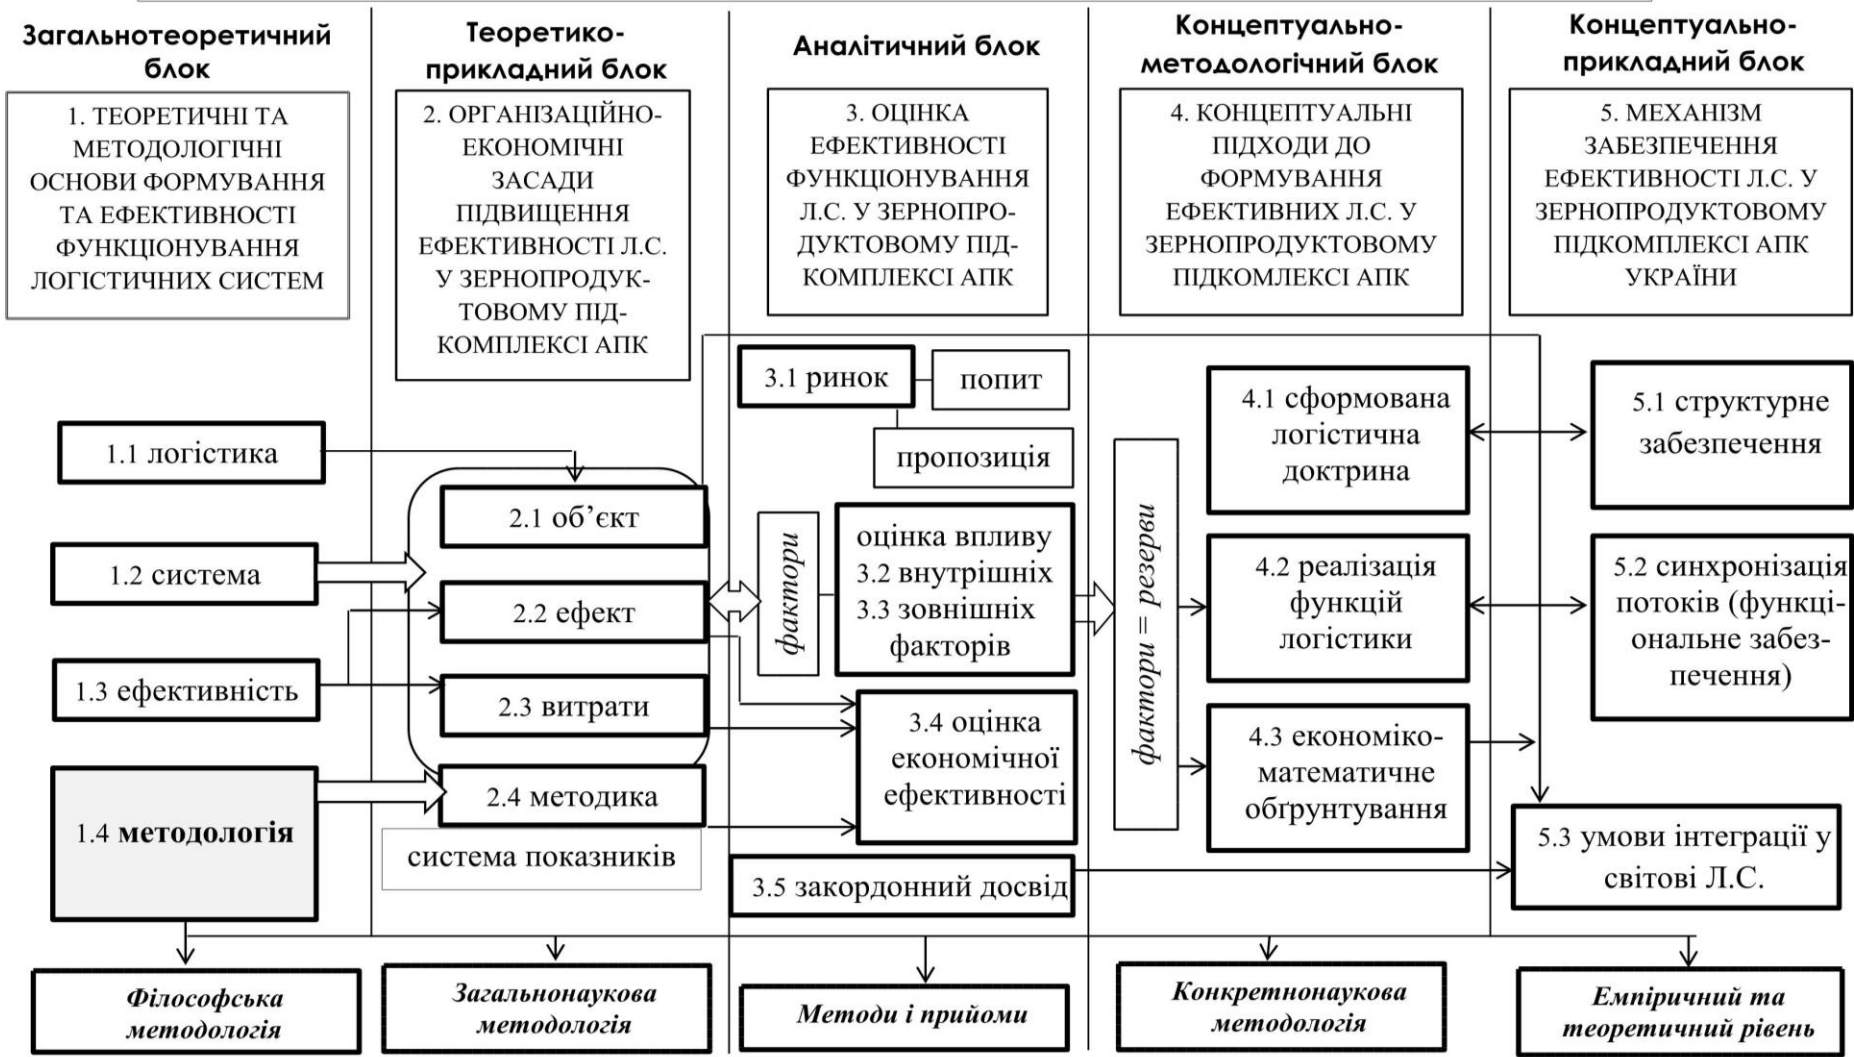 Загальнотеоретичний
блок
Теоретико-
прикладний блок
Аналітичний блок
Концептуально-
методологічний блок
Концептуально-
прикладний блок
1. ТЕОРЕТИЧНІ ТА
МЕТОДОЛОГІЧНІ
ОСНОВИ ФОРМУВАННЯ
ТА ЕФЕКТИВНОСТІ
ФУНКЦІОНУВАННЯ
ЛОГІСТИЧНИХ СИСТЕМ
2. ОРГАНІЗАЦІЙНО-
ЕКОНОМІЧНІ
ЗАСАДИ
ПІДВИЩЕННЯ
ЕФЕКТИВНОСТІ Л.С.
У ЗЕРНОПРОДУК-
ТОВОМУ ПІД-
КОМПЛЕКСІ АПК
3. ОЦІНКА
ЕФЕКТИВНОСТІ
ФУНКЦІОНУВАННЯ
Л.С. У ЗЕРНОПРО-
ДУКТОВОМУ ПІД-
КОМПЛЕКСІ АПК
4. КОНЦЕПТУАЛЬНІ
ПІДХОДИ ДО
ФОРМУВАННЯ
ЕФЕКТИВНИХ Л.С. У
ЗЕРНОПРОДУКТОВОМУ
ПІДКОМЛЕКСІ АПК
5. МЕХАНІЗМ
ЗАБЕЗПЕЧЕННЯ
ЕФЕКТИВНОСТІ Л.С. У
ЗЕРНОПРОДУКТОВОМУ
ПІДКОМПЛЕКСІ АПК
УКРАЇНИ
1.1 логістика
1.2 система
1.3 ефективність
1.4 методологія
2.1 об’єкт
2.2 ефект
2.3 витрати
2.4 методика
система показників
3.1 ринок
попит
пропозиція
фактори
оцінка впливу
3.2 внутрішніх
3.3 зовнішніх
факторів
3.4 оцінка
економічної
ефективності
3.5 закордонний досвід
фактори = резерви
4.1 сформована
логістична
доктрина
4.2 реалізація
функцій
логістики
4.3 економіко-
математичне
обґрунтування
5.1 структурне
забезпечення
5.2 синхронізація
потоків (функці-
ональне забез-
печення)
5.3 умови інтеграції у
світові Л.С.
Філософська
методологія
Загальнонаукова
методологія
Методи і прийоми
Конкретнонаукова
методологія
Емпіричний та
теоретичний рівень